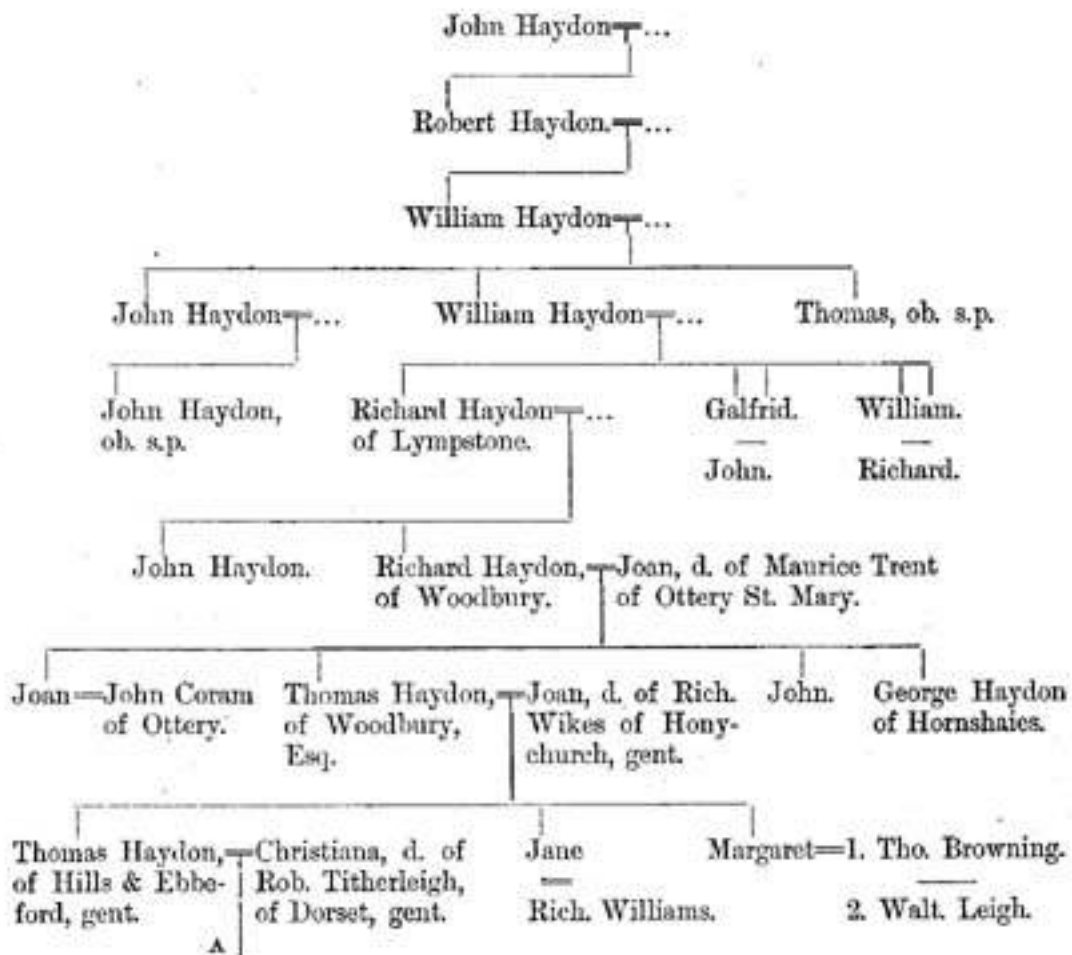 John Haydon=...
Robert Haydon.=...
William Haydon=...
John Haydon=... William Haydon=... Thomas, ob. s.p.
John Haydon, Richard Haydon=... Galfrid. William.
ob. s.p. of Lympstone. — —
John. Richard.
John Haydon. Richard Haydon,=Joan, d. of Maurice Trent
of Woodbury. of Ottery St. Mary.
Joan=John Coram Thomas Haydon,=Joan, d. of Rich. John. George Haydon
of Ottery. of Woodbury, Wikes of Hony- of Hornshaies.
Esq. church, gent.
Thomas Haydon,=Christiana, d. of Jane Margaret=1. Tho. Browning.
of Hills & Ebbe- Rob. Titherleigh, — —
ford, gent. of Dorset, gent. Rich. Williams. 2. Walt. Leigh.
A